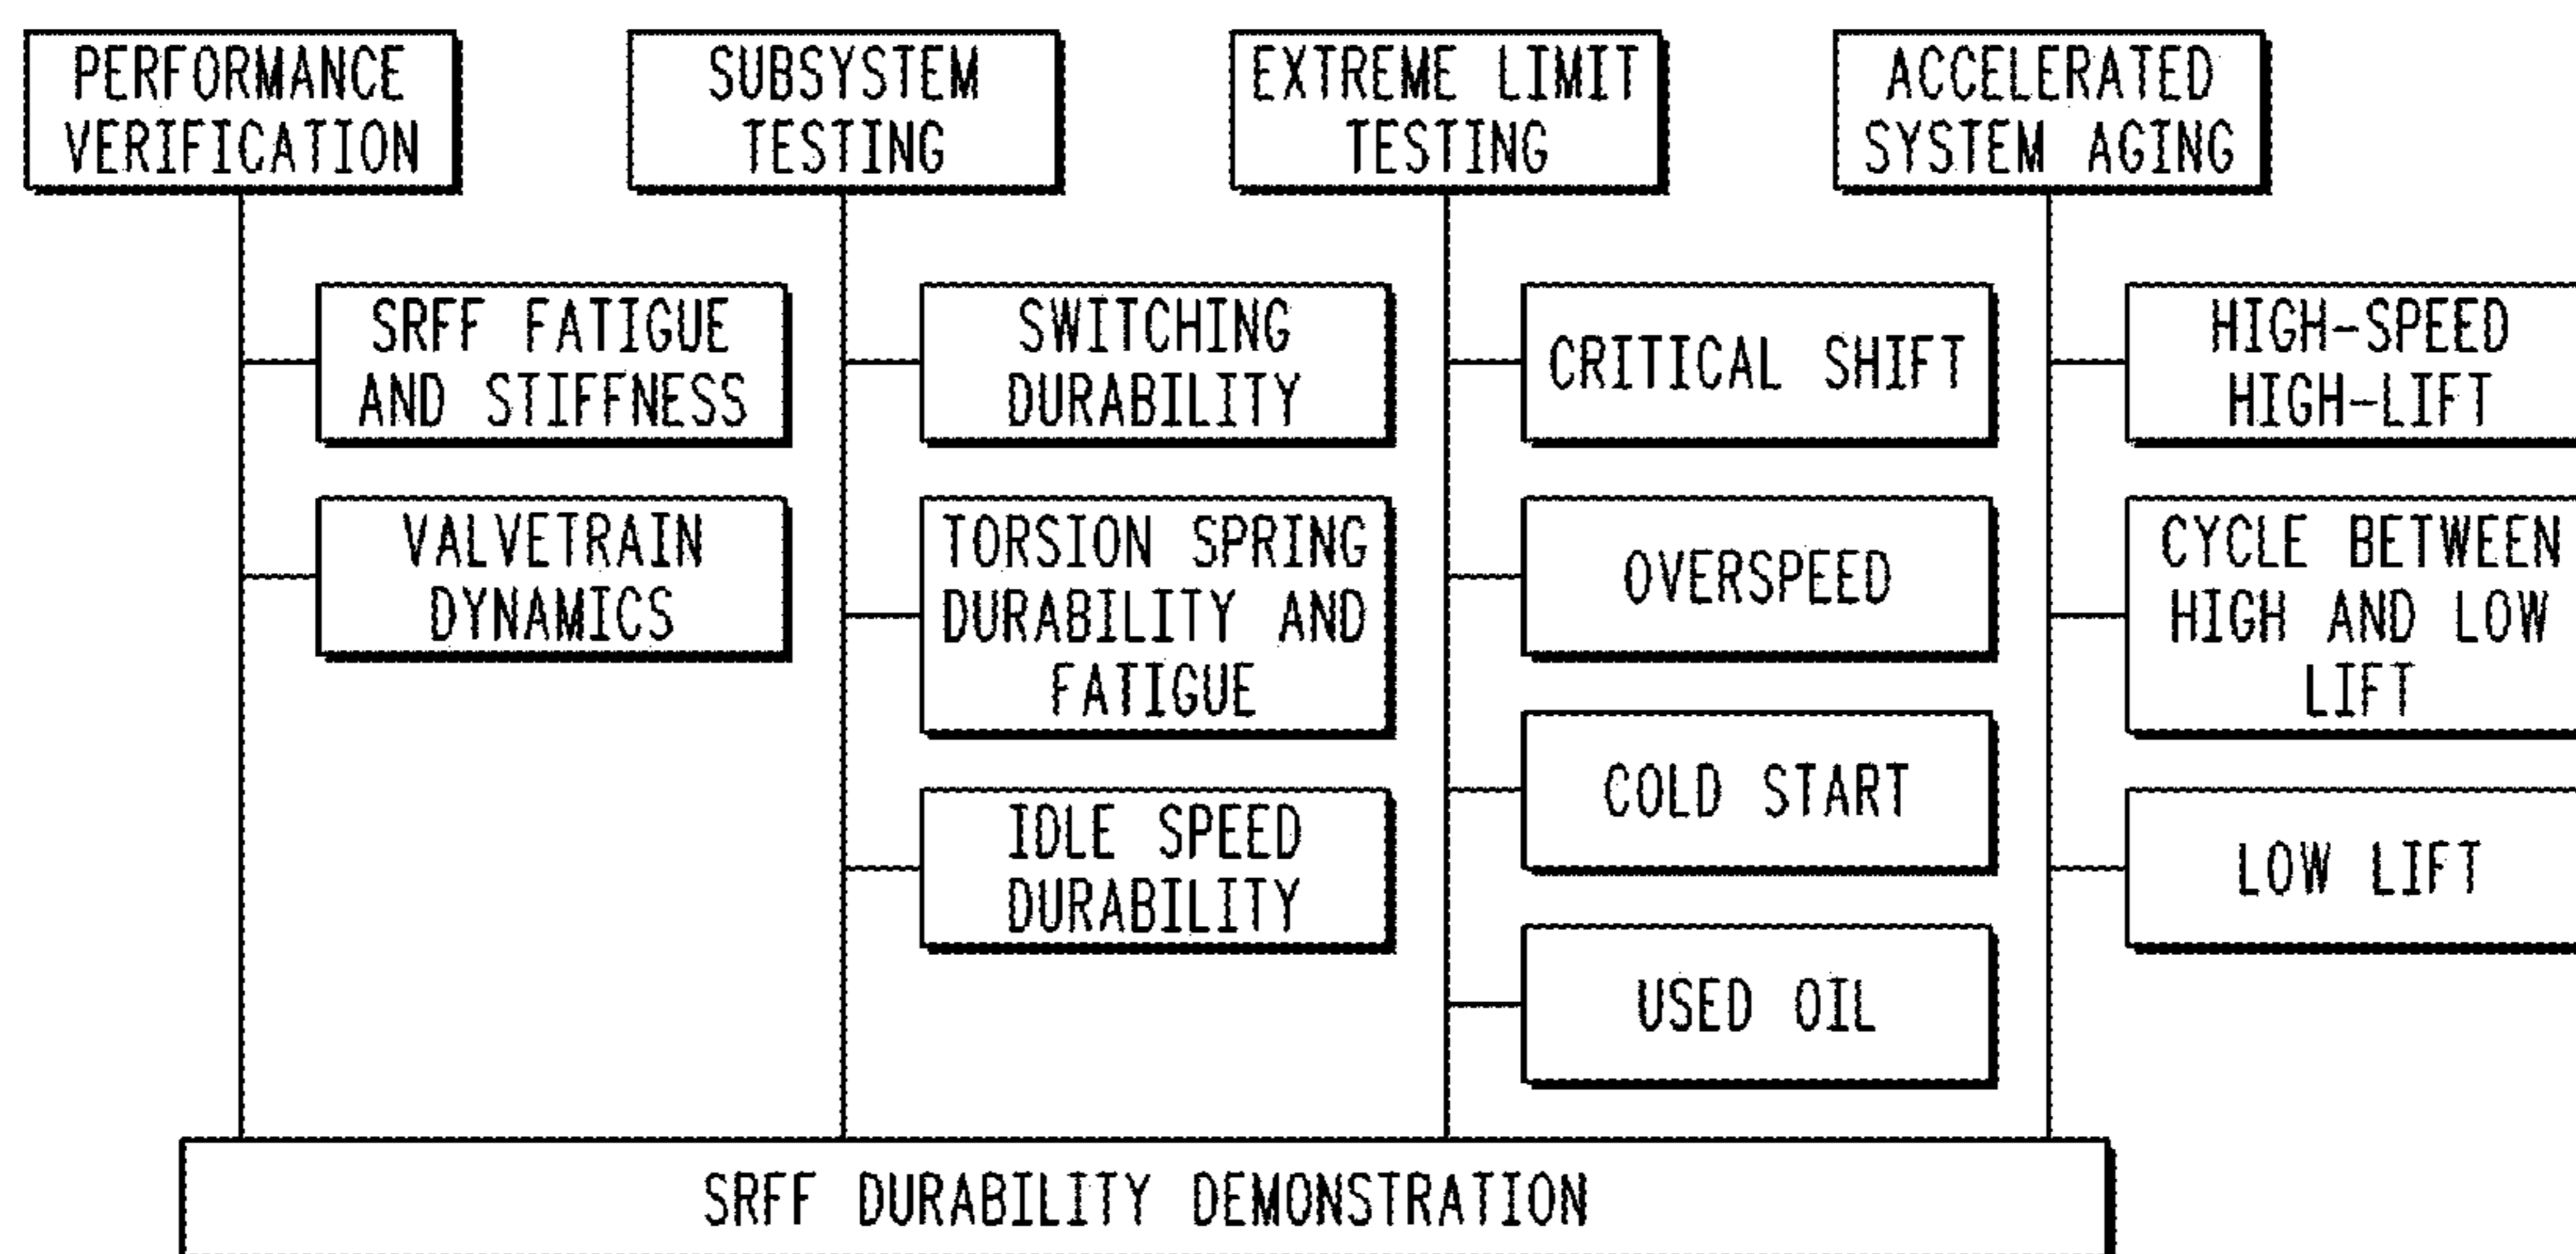 PERFORMANCE
VERIFICATION
SUBSYSTEM
TESTING
EXTREME LIMIT
TESTING
ACCELERATED
SYSTEM AGING
SRFF FATIGUE
AND STIFFNESS
VALVETRAIN
DYNAMICS
SWITCHING
DURABILITY
TORSION SPRING
DURABILITY AND
FATIGUE
IDLE SPEED
DURABILITY
CRITICAL SHIFT
OVERSPEED
COLD START
USED OIL
HIGH-SPEED
HIGH-LIFT
CYCLE BETWEEN
HIGH AND LOW
LIFT
LOW LIFT
SRFF DURABILITY DEMONSTRATION